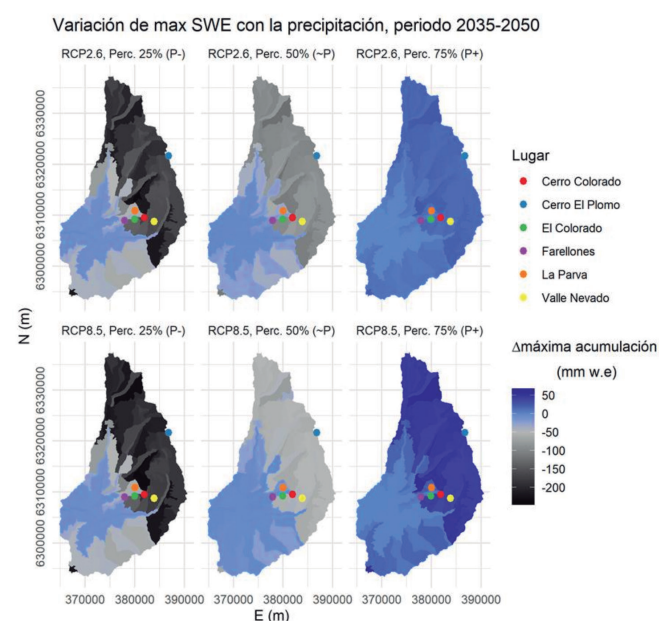 Variación de max SWE con la precipitación, periodo 2035-2050
RCP2.6, Perc. 25% (P-)
RCP2.6, Perc. 50% (~P)
RCP2.6, Perc. 75% (P+)
6330000
6320000
6310000
6300000
RCP8.5, Perc. 25% (P-)
RCP8.5, Perc. 50% (~P)
RCP8.5, Perc. 75% (P+)
6330000
6320000
6310000
6300000
N (m)
370000 380000 390000
370000 380000 390000
370000 380000 390000
E (m)
Lugar
Cerro Colorado
Cerro El Plomo
El Colorado
Farellones
La Parva
Valle Nevado
Δmáxima acumulación
(mm w.e)
50
0
-50
-100
-150
-200